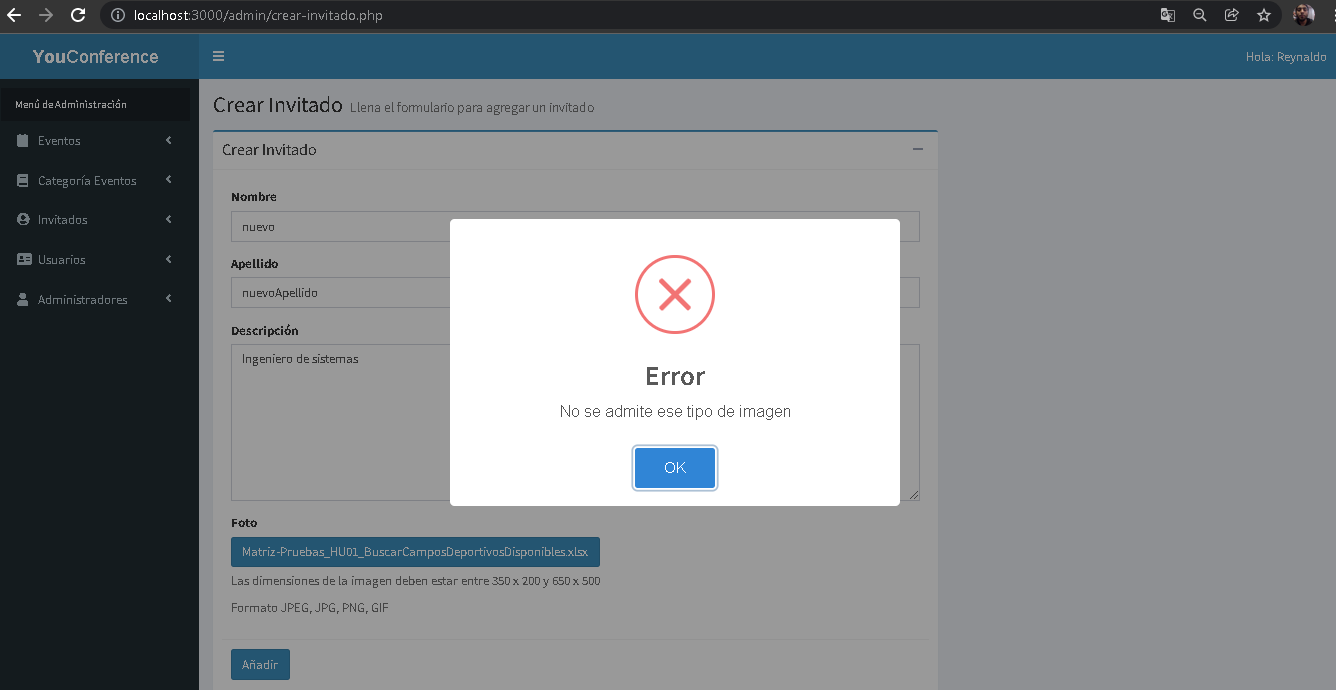 localhost:3000/admin/crear-invitado.php
YouConference
Hola: Reynaldo
Menú de Administración
Eventos
Categoría Eventos
Invitados
Usuarios
Administradores
Crear Invitado Llena el formulario para agregar un invitado
Crear Invitado
Nombre
nuevo
Apellido
nuevoApellido
Descripción
Ingeniero de sistemas
Error
No se admite ese tipo de imagen
OK
Foto
Matriz-Pruebas_HU01_BuscarCamposDeportivosDisponibles.xlsx
Las dimensiones de la imagen deben estar entre 350 x 200 y 650 x 500
Formato JPEG, JPG, PNG, GIF
Añadir